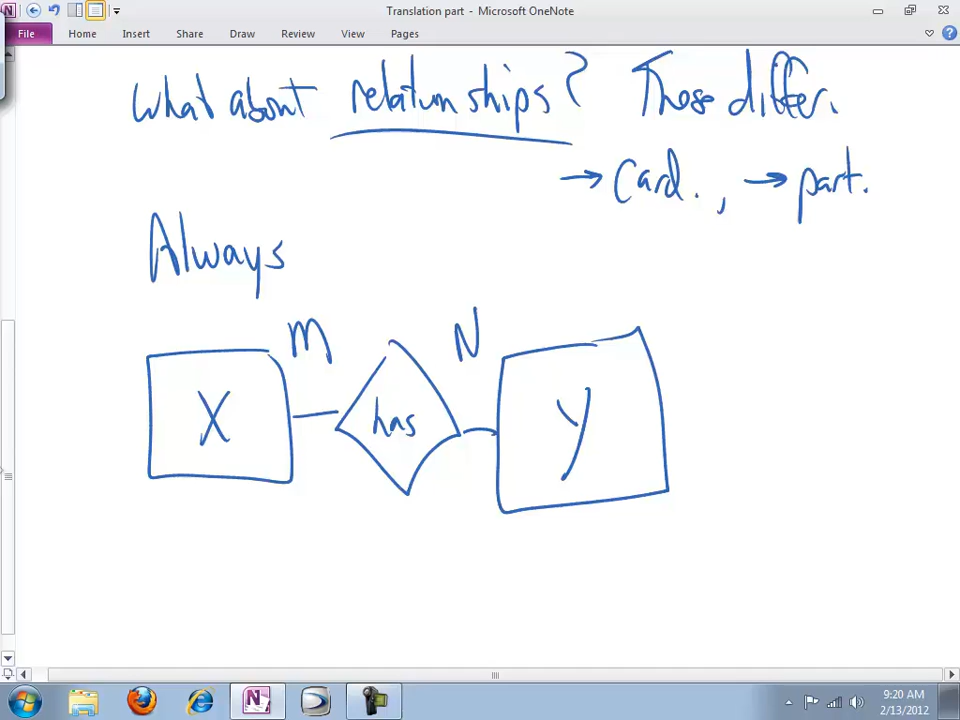 Translation part - Microsoft OneNote
File Home Insert Share Draw Review View Pages
What about relationships? These differ.
→ Card. , → part.
Always
M N
X has Y
9:20 AM
2/13/2012